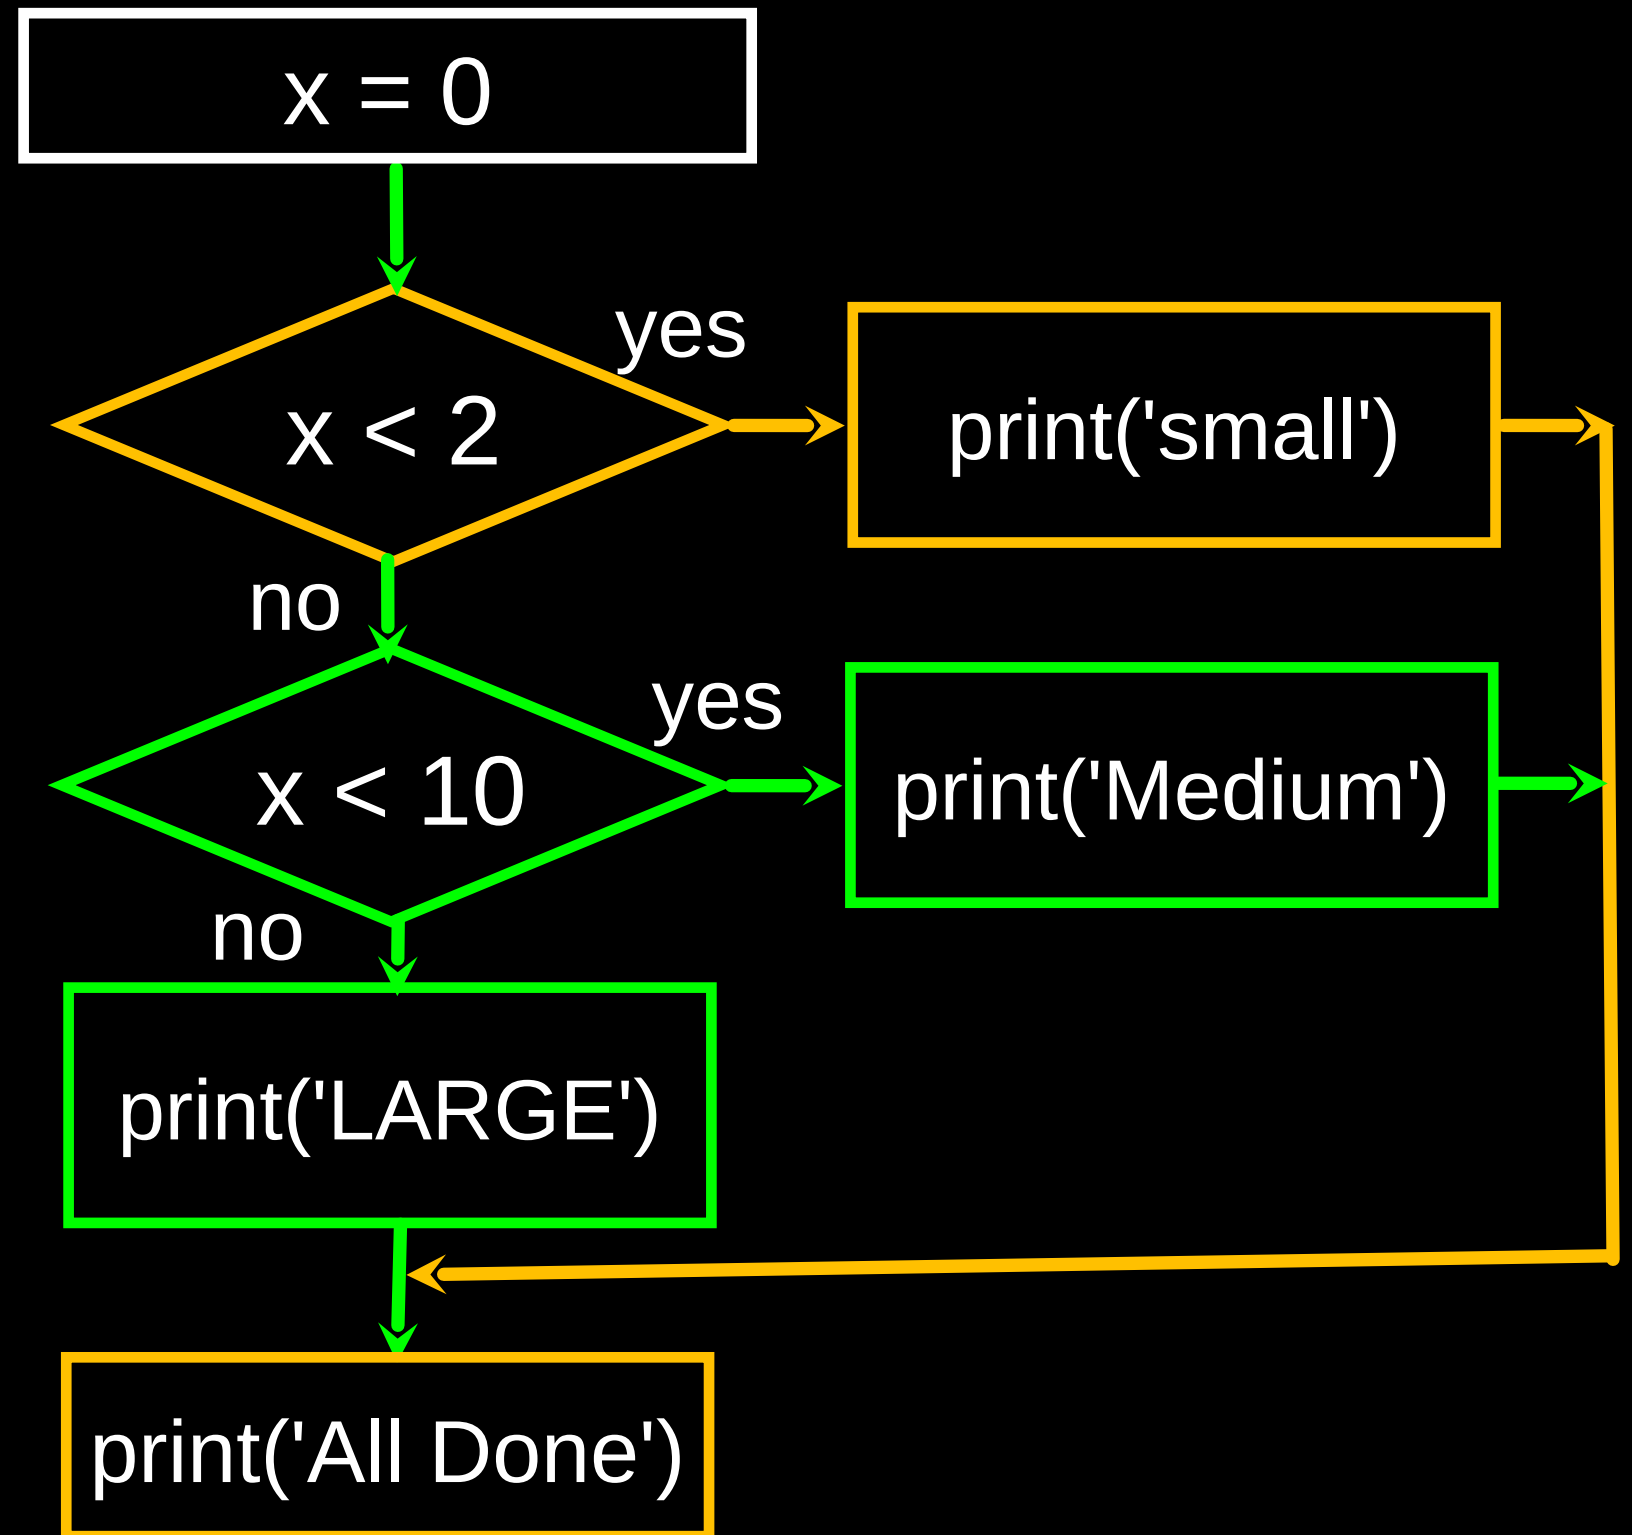 x = 0
yes
x < 2
print('small')
no
yes
x < 10
print('Medium')
no
print('LARGE')
print('All Done')